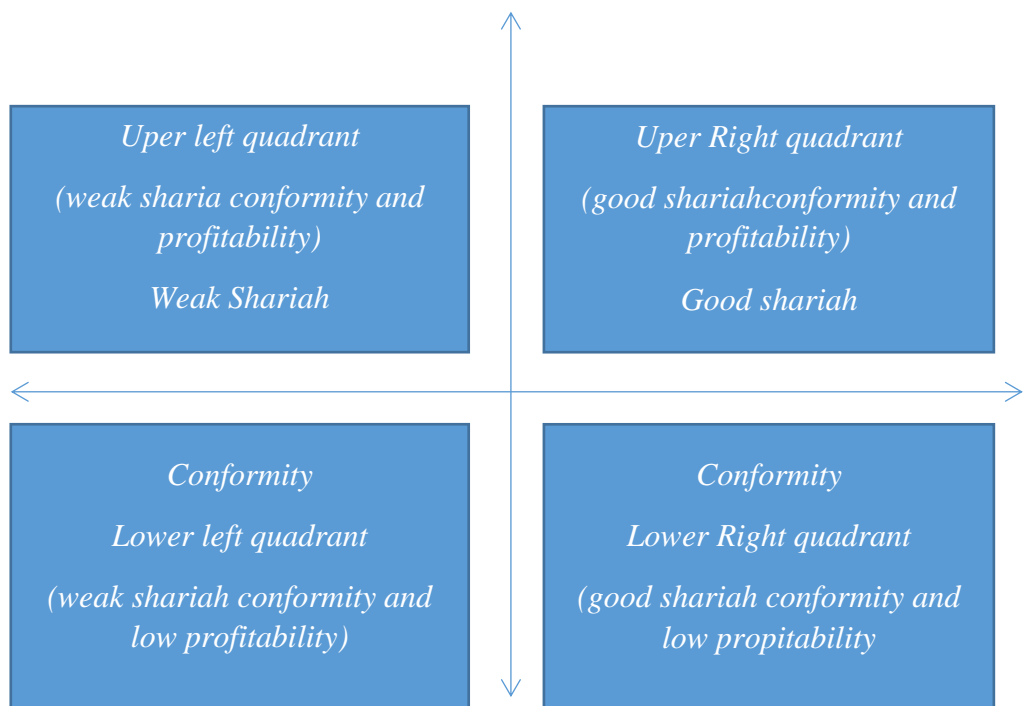 Uper left quadrant
(weak sharia conformity and
profitability)
Weak Shariah
Uper Right quadrant
(good shariahconformity and
profitability)
Good shariah
Conformity
Lower left quadrant
(weak shariah conformity and
low profitability)
Conformity
Lower Right quadrant
(good shariah conformity and
low propitability